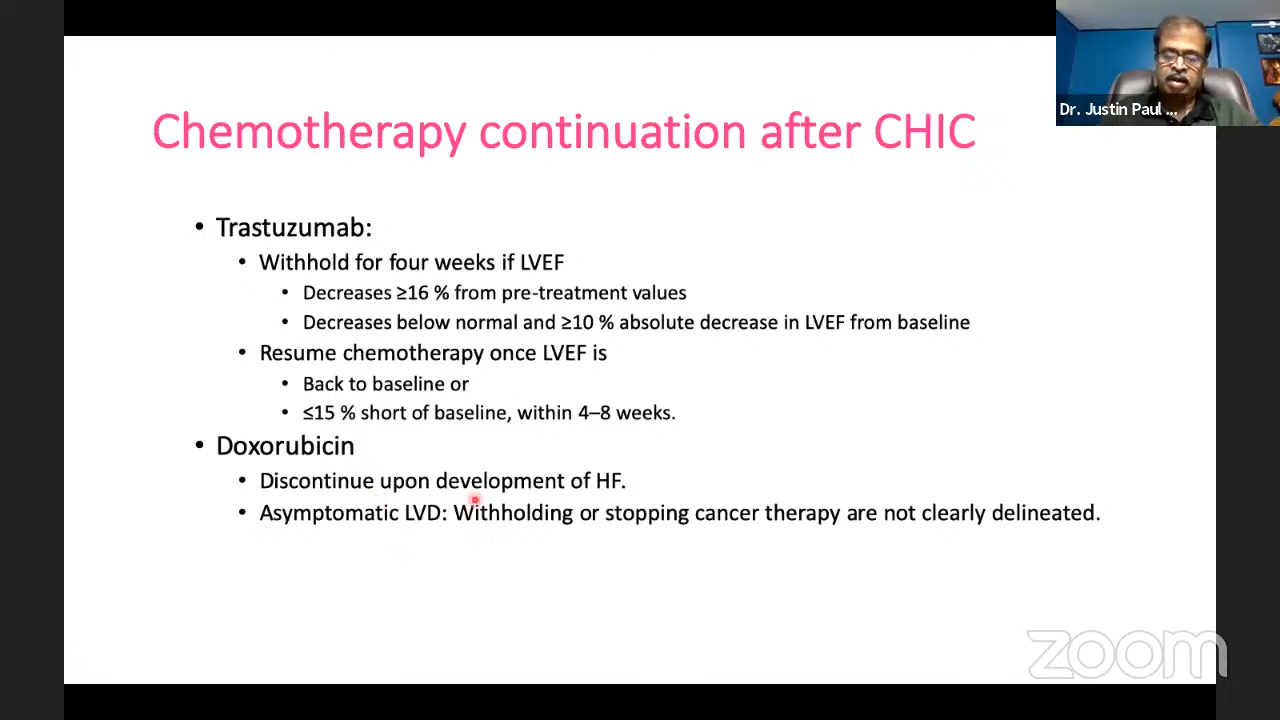 Dr. Justin Paul ...
Chemotherapy continuation after CHIC
• Trastuzumab:
• Withhold for four weeks if LVEF
• Decreases ≥16 % from pre-treatment values
• Decreases below normal and ≥10 % absolute decrease in LVEF from baseline
• Resume chemotherapy once LVEF is
• Back to baseline or
• ≤15 % short of baseline, within 4–8 weeks.
• Doxorubicin
• Discontinue upon development of HF.
• Asymptomatic LVD: Withholding or stopping cancer therapy are not clearly delineated.
zoom